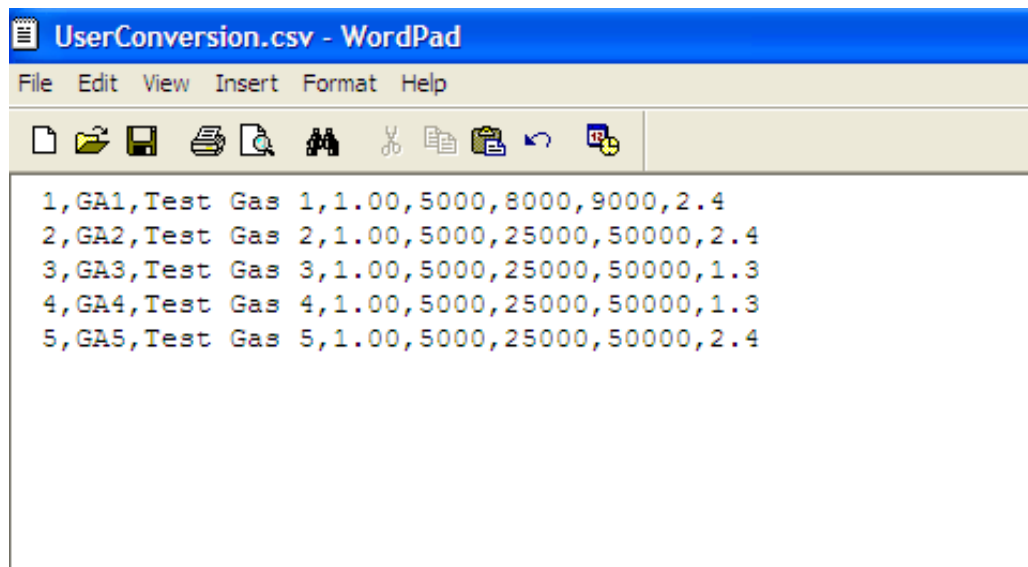 UserConversion.csv - WordPad
File Edit View Insert Format Help
1,GA1,Test Gas 1,1.00,5000,8000,9000,2.4
2,GA2,Test Gas 2,1.00,5000,25000,50000,2.4
3,GA3,Test Gas 3,1.00,5000,25000,50000,1.3
4,GA4,Test Gas 4,1.00,5000,25000,50000,1.3
5,GA5,Test Gas 5,1.00,5000,25000,50000,2.4